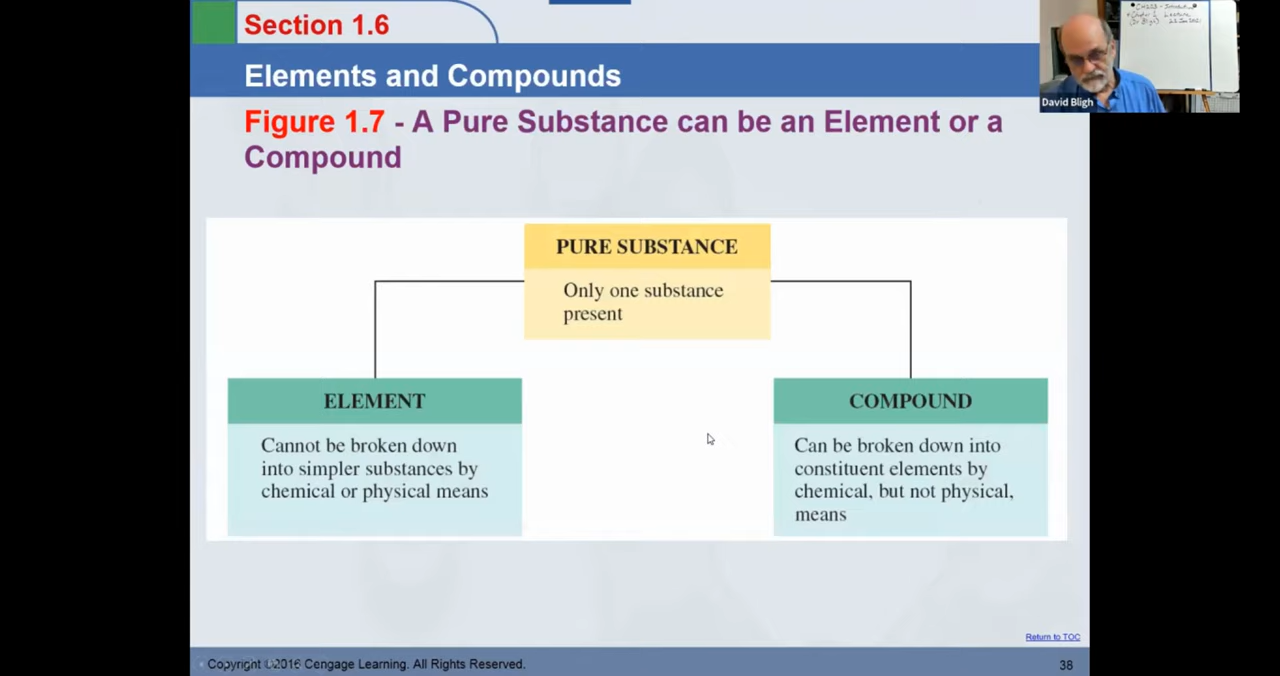 Section 1.6
Elements and Compounds
Figure 1.7 - A Pure Substance can be an Element or a
Compound
David Bligh
PURE SUBSTANCE
Only one substance
present
ELEMENT
Cannot be broken down
into simpler substances by
chemical or physical means
COMPOUND
Can be broken down into
constituent elements by
chemical, but not physical,
means
Return to TOC
Copyright ©2016 Cengage Learning. All Rights Reserved.
38